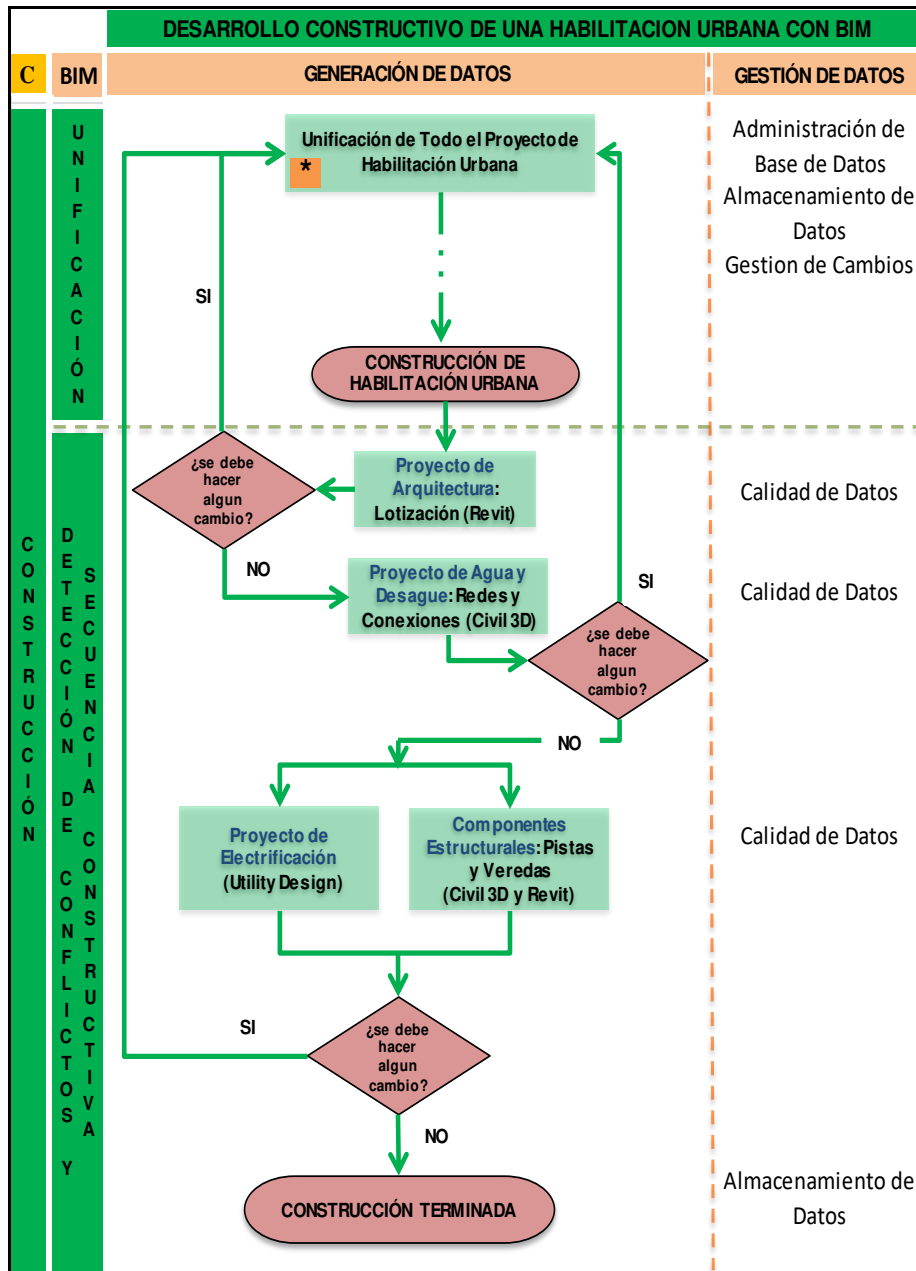 DESARROLLO CONSTRUCTIVO DE UNA HABILITACION URBANA CON BIM
C
BIM
GENERACIÓN DE DATOS
GESTIÓN DE DATOS
UNIFICACIÓN
Unificación de Todo el Proyecto de
Habilitación Urbana
*
Administración de
Base de Datos
Almacenamiento de
Datos
Gestion de Cambios
SI
CONSTRUCCIÓN DE
HABILITACIÓN URBANA
CONSTRUCCIÓN
DETECCIÓN DE CONFLICTOS Y
SECUENCIA CONSTRUCTIVA
¿se debe
hacer
algun
cambio?
Proyecto de
Arquitectura:
Lotización (Revit)
Calidad de Datos
NO
Proyecto de Agua y
Desague: Redes y
Conexiones (Civil 3D)
SI
Calidad de Datos
¿se debe
hacer
algun
cambio?
NO
Proyecto de
Electrificación
(Utility Design)
Componentes
Estructurales: Pistas
y Veredas
(Civil 3D y Revit)
Calidad de Datos
SI
¿se debe
hacer
algun
cambio?
NO
CONSTRUCCIÓN TERMINADA
Almacenamiento de
Datos